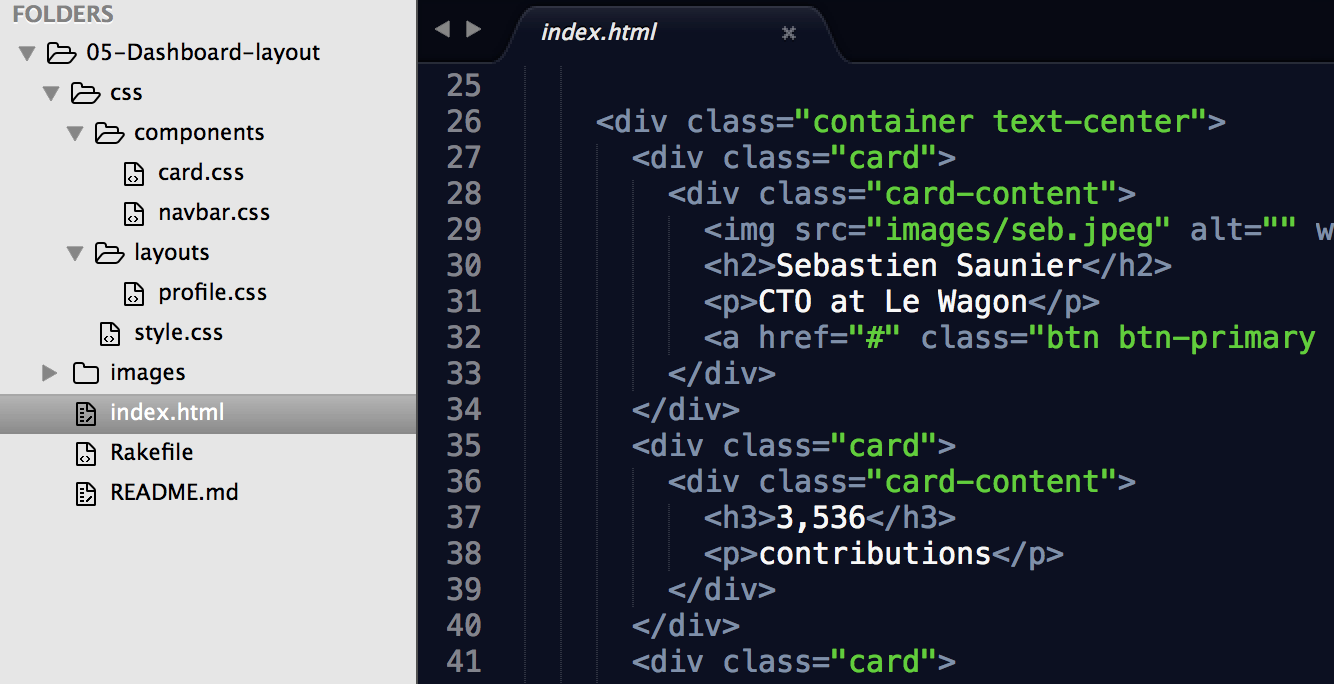 FOLDERS
05-Dashboard-layout
css
components
card.css
navbar.css
layouts
profile.css
style.css
images
index.html
Rakefile
README.md
index.html
25
26 <div class="container text-center">
27 <div class="card">
28 <div class="card-content">
29 <img src="images/seb.jpeg" alt="" w
30 <h2>Sebastien Saunier</h2>
31 <p>CTO at Le Wagon</p>
32 <a href="#" class="btn btn-primary
33 </div>
34 </div>
35 <div class="card">
36 <div class="card-content">
37 <h3>3,536</h3>
38 <p>contributions</p>
39 </div>
40 </div>
41 <div class="card">